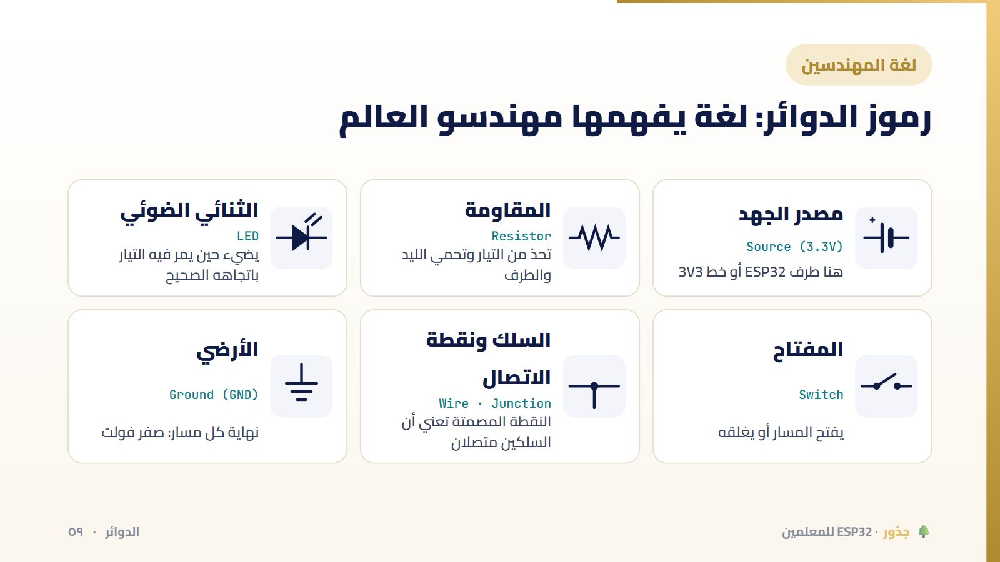 لغة المهندسين
رموز الدوائر: لغة يفهمها مهندسو العالم
مصدر الجهد
Source (3.3V)
هنا طرف ESP32 أو خط 3V3
+
المقاومة
Resistor
تحدّ من التيار وتحمي الليد
والطرف
الثنائي الضوئي
LED
يضيء حين يمر فيه التيار
باتجاهه الصحيح
المفتاح
Switch
يفتح المسار أو يغلقه
السلك ونقطة
الاتصال
Wire · Junction
النقطة المصمتة تعني أن
السلكين متصلان
الأرضي
Ground (GND)
نهاية كل مسار: صفر فولت
جذور · ESP32 للمعلمين
الدوائر · ٥٩